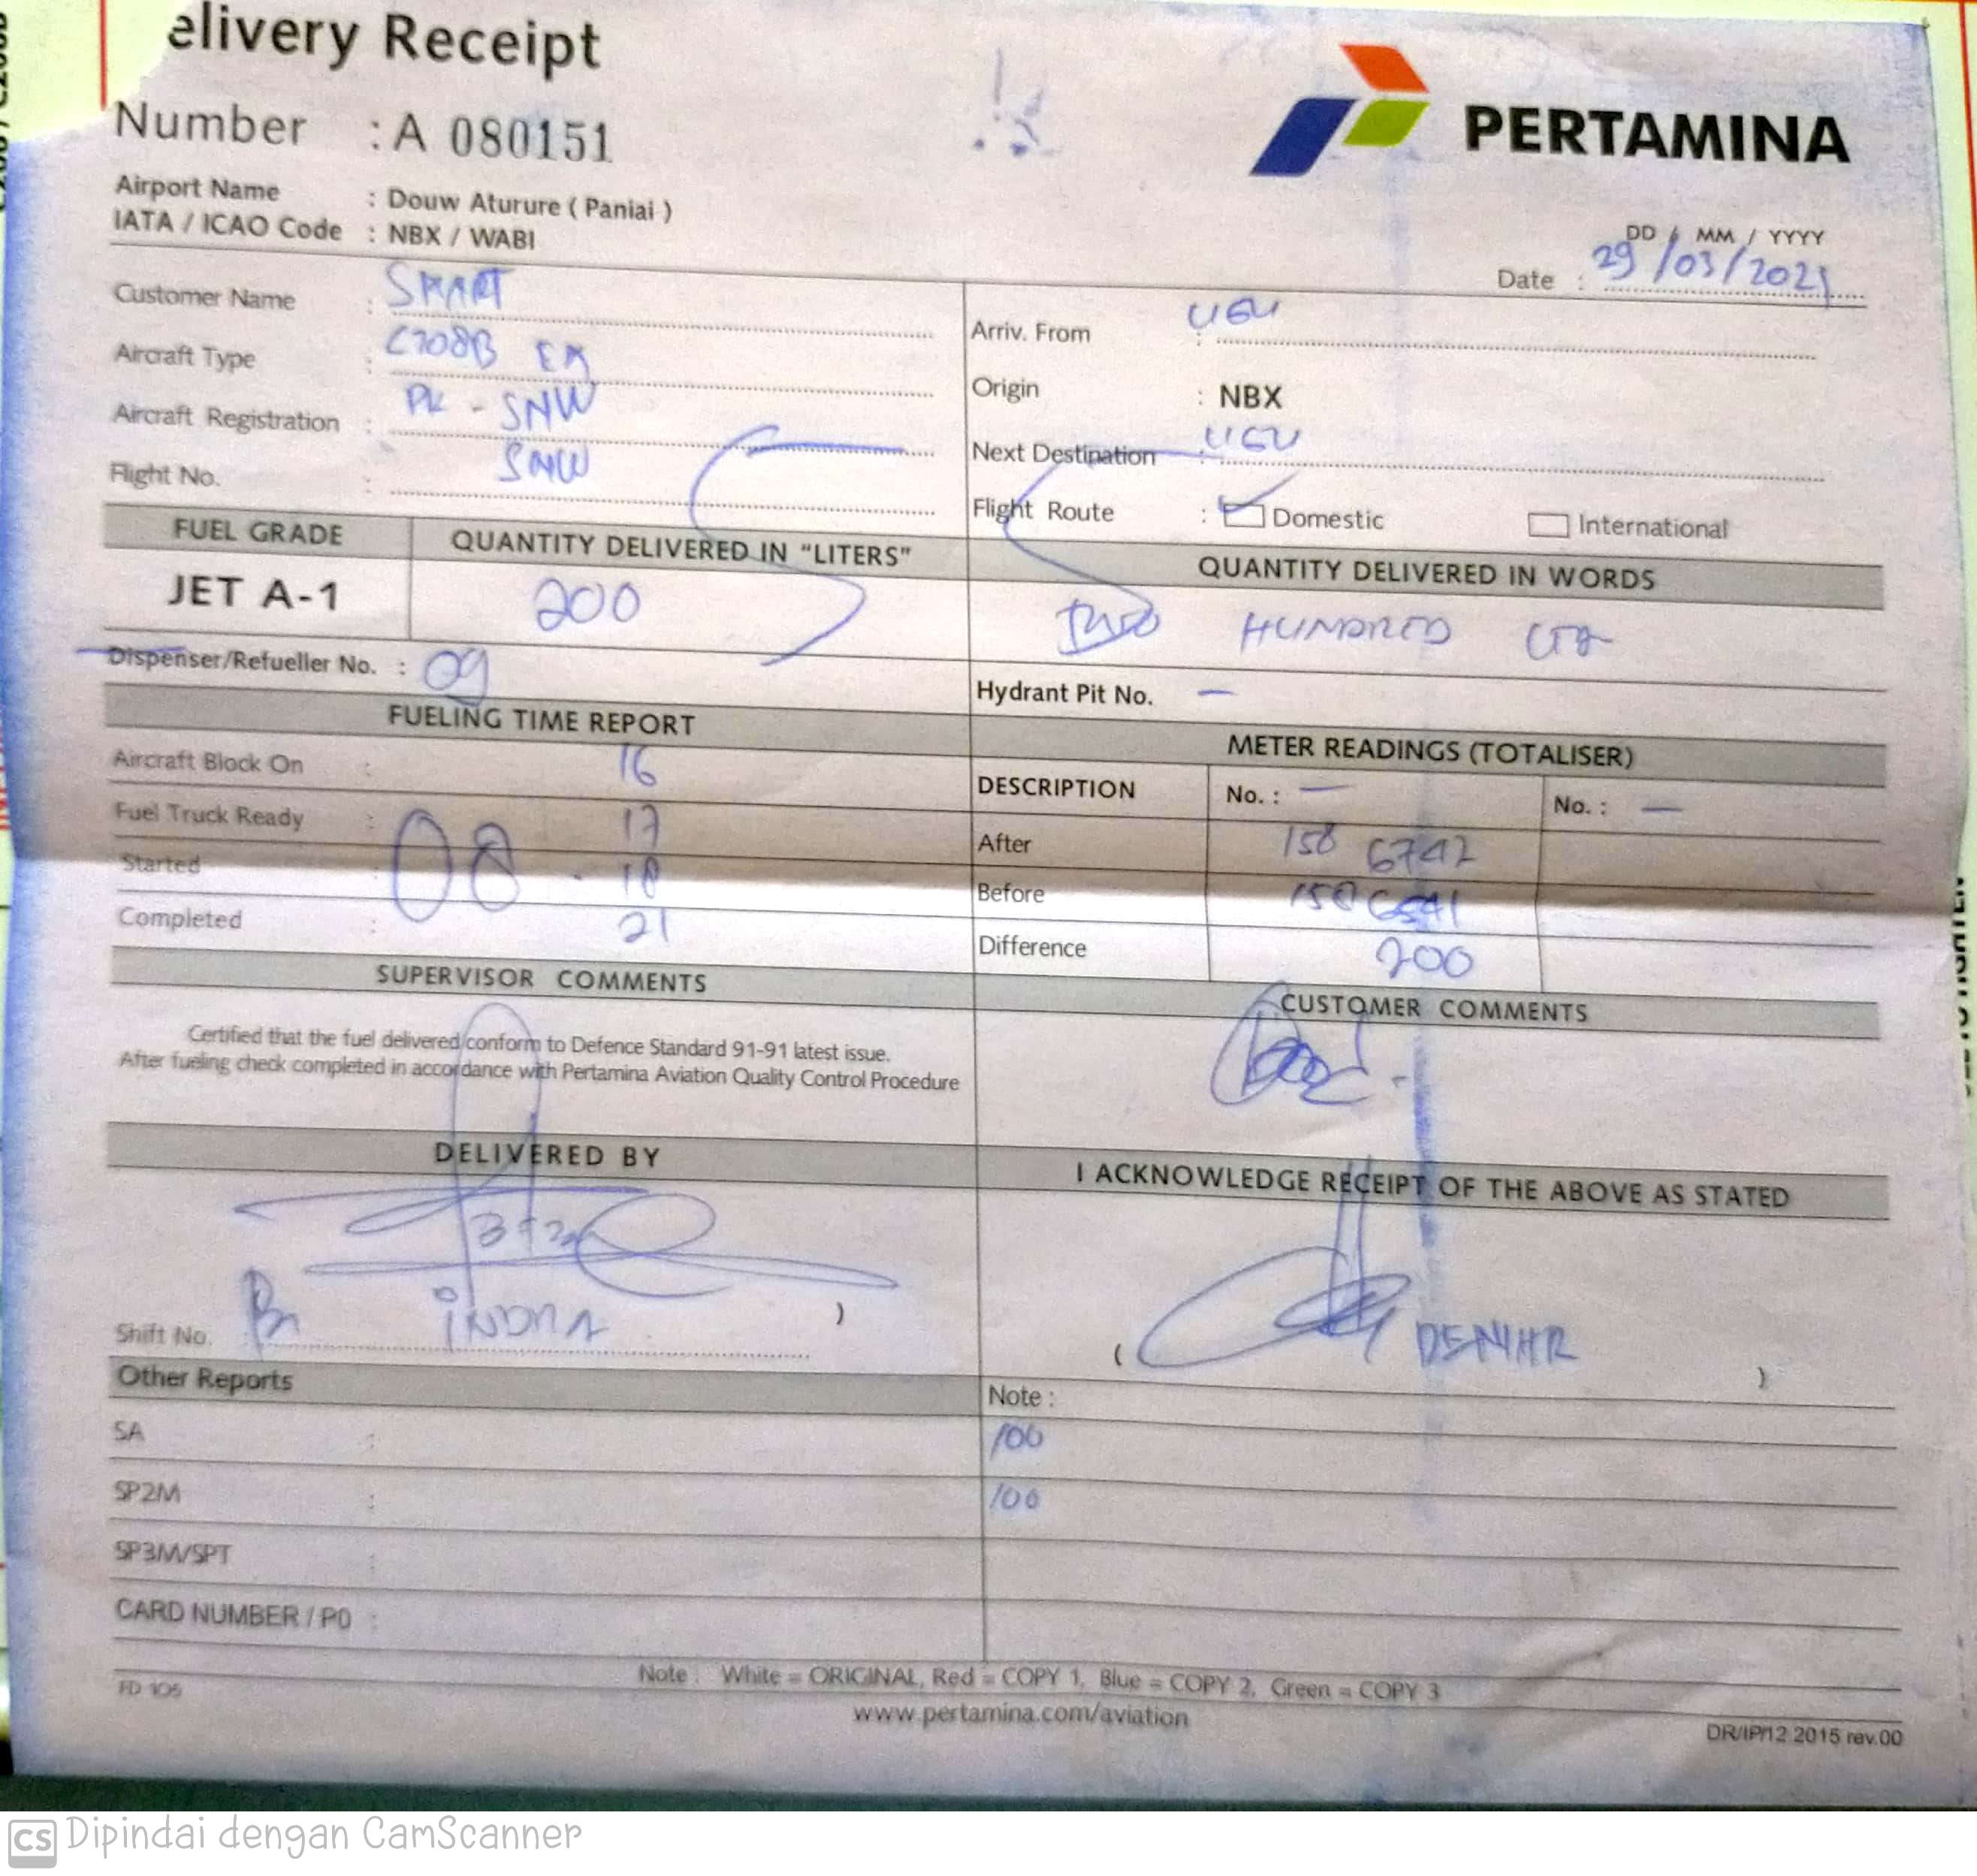 elivery Receipt
PERTAMINA
Number : A 080151
Airport Name : Douw Aturure ( Paniai )
IATA / ICAO Code : NBX / WABI
DD / MM / YYYY
Date : 29/03/2021
Customer Name : SMART
Arriv. From : UGU
Aircraft Type : C208B EX
Origin : NBX
Aircraft Registration : PK - SNW
Next Destination : UGU
Flight No. : SNW
Flight Route : Domestic International
FUEL GRADE QUANTITY DELIVERED IN "LITERS" QUANTITY DELIVERED IN WORDS
JET A-1 200 TWO HUNDRED LTR
Dispenser/Refueller No. : 09
Hydrant Pit No. —
FUELING TIME REPORT
METER READINGS (TOTALISER)
Aircraft Block On : 16
DESCRIPTION No. : — No. : —
Fuel Truck Ready : 17
After 158 6742
Started : 08 . 18
Before 158 6541
Completed : 21
Difference 200
SUPERVISOR COMMENTS
CUSTOMER COMMENTS
Certified that the fuel delivered conform to Defence Standard 91-91 latest issue.
After fueling check completed in accordance with Pertamina Aviation Quality Control Procedure
DELIVERED BY
I ACKNOWLEDGE RECEIPT OF THE ABOVE AS STATED
Shift No. INDRA )
( )
Other Reports
Note :
SA :
100
SP2M :
100
SP3M/SPT :
CARD NUMBER / PO :
Note : White = ORIGINAL, Red = COPY 1, Blue = COPY 2, Green = COPY 3
FD 105
www.pertamina.com/aviation
DR/IP/12 2015 rev.00
CS Dipindai dengan CamScanner